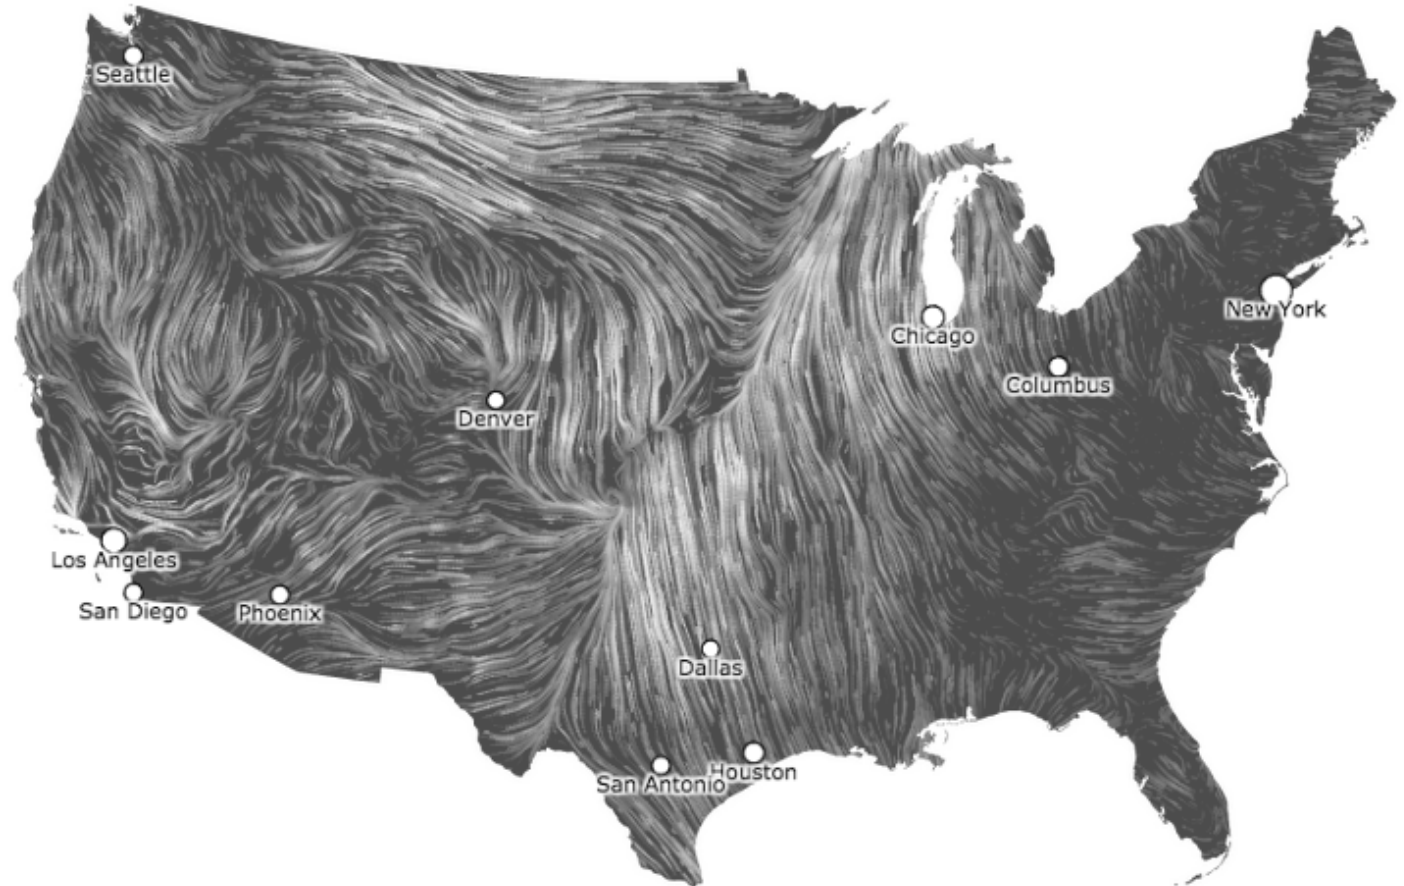 Seattle
New York
Chicago
Columbus
Denver
Los Angeles
San Diego
Phoenix
Dallas
Houston
San Antonio